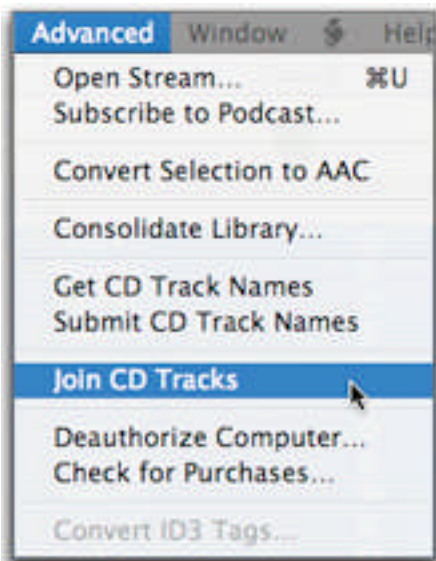 Advanced Window Help
Open Stream... ⌘U
Subscribe to Podcast...
Convert Selection to AAC
Consolidate Library...
Get CD Track Names
Submit CD Track Names
Join CD Tracks
Deauthorize Computer...
Check for Purchases...
Convert ID3 Tags...